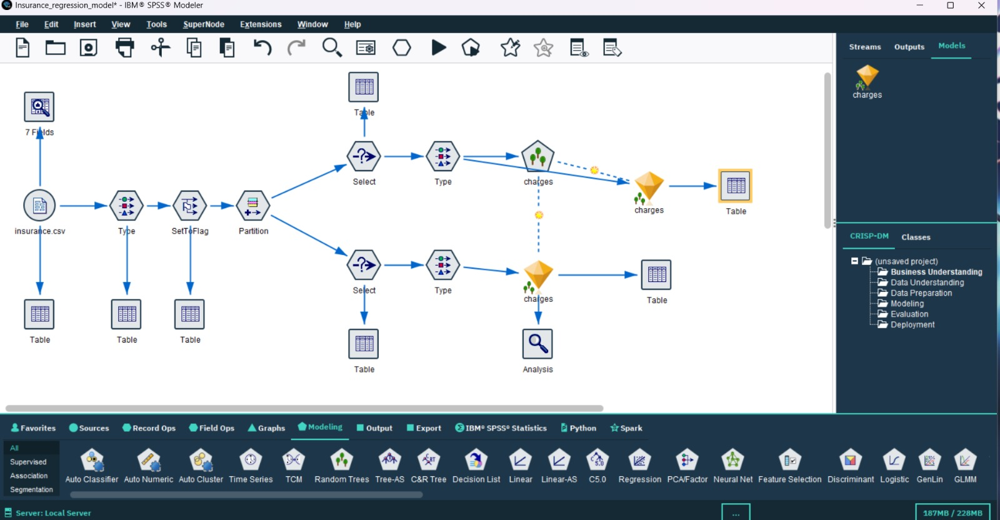 Insurance_regression_model* - IBM® SPSS® Modeler
File Edit Insert View Tools SuperNode Extensions Window Help
Streams Outputs Models
charges
Table
7 Fields
Select Type charges
charges
Table
insurance.csv Type SetToFlag Partition
Select Type charges
Table
Table Table Table
Table
Analysis
CRISP-DM Classes
(unsaved project)
Business Understanding
Data Understanding
Data Preparation
Modeling
Evaluation
Deployment
Favorites Sources Record Ops Field Ops Graphs Modeling Output Export IBM® SPSS® Statistics Python Spark
All
Supervised
Association
Segmentation
Auto Classifier Auto Numeric Auto Cluster Time Series TCM Random Trees Tree-AS C&R Tree Decision List Linear Linear-AS C5.0 Regression PCA/Factor Neural Net Feature Selection Discriminant Logistic GenLin GLMM
Server: Local Server
...
187MB / 228MB